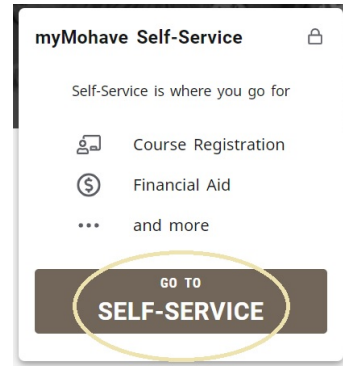 myMohave Self-Service
Self-Service is where you go for
Course Registration
Financial Aid
and more
GO TO
SELF-SERVICE